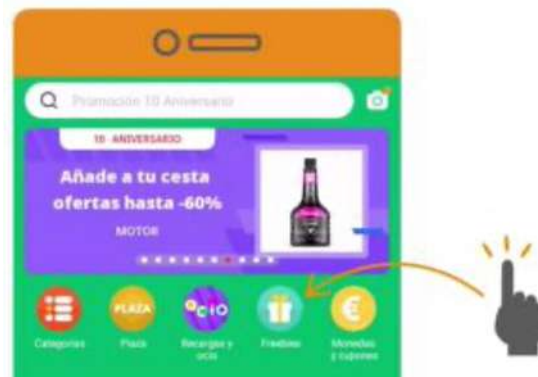 Promoción 10 Aniversario
10 ANIVERSARIO
Añade a tu cesta
ofertas hasta -60%
MOTOR
PLAZA
OCIO
€
Categorías
Plaza
Recargas y
ocio
Freebies
Monedas
y cupones